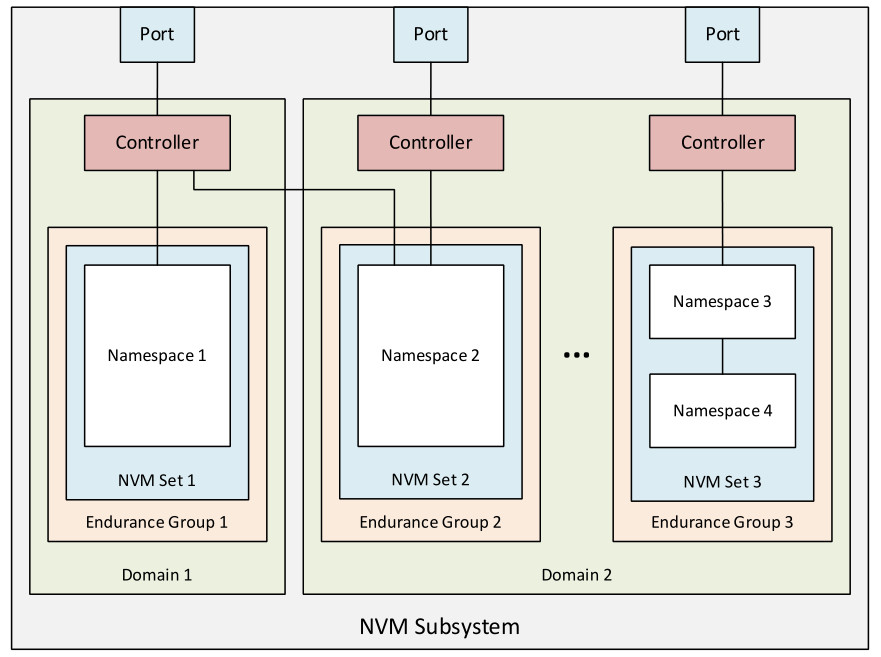 Port
Port
Port
Controller
Controller
Controller
Namespace 1
Namespace 2
...
Namespace 3
Namespace 4
NVM Set 1
NVM Set 2
NVM Set 3
Endurance Group 1
Endurance Group 2
Endurance Group 3
Domain 1
Domain 2
NVM Subsystem